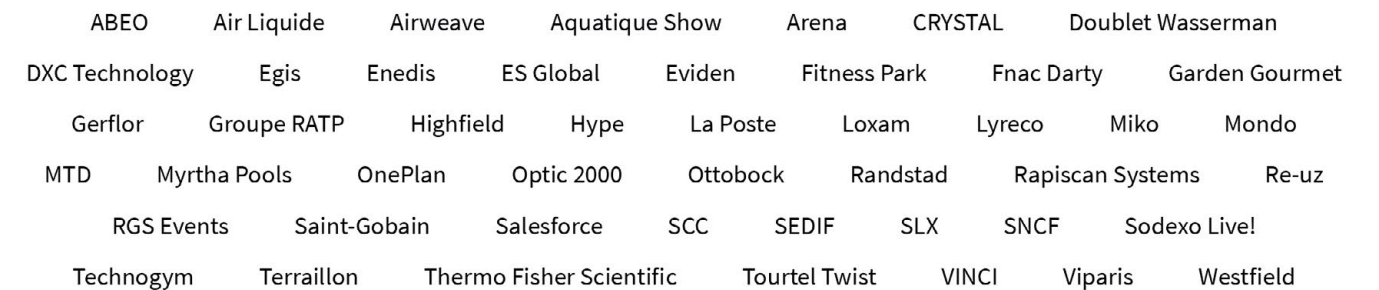 ABEO Air Liquide Airweave Aquatique Show Arena CRYSTAL Doublet Wasserman
DXC Technology Egis Enedis ES Global Eviden Fitness Park Fnac Darty Garden Gourmet
Gerflor Groupe RATP Highfield Hype La Poste Loxam Lyreco Miko Mondo
MTD Myrtha Pools OnePlan Optic 2000 Ottobock Randstad Rapiscan Systems Re-uz
RGS Events Saint-Gobain Salesforce SCC SEDIF SLX SNCF Sodexo Live!
Technogym Terraillon Thermo Fisher Scientific Tourtel Twist VINCI Viparis Westfield